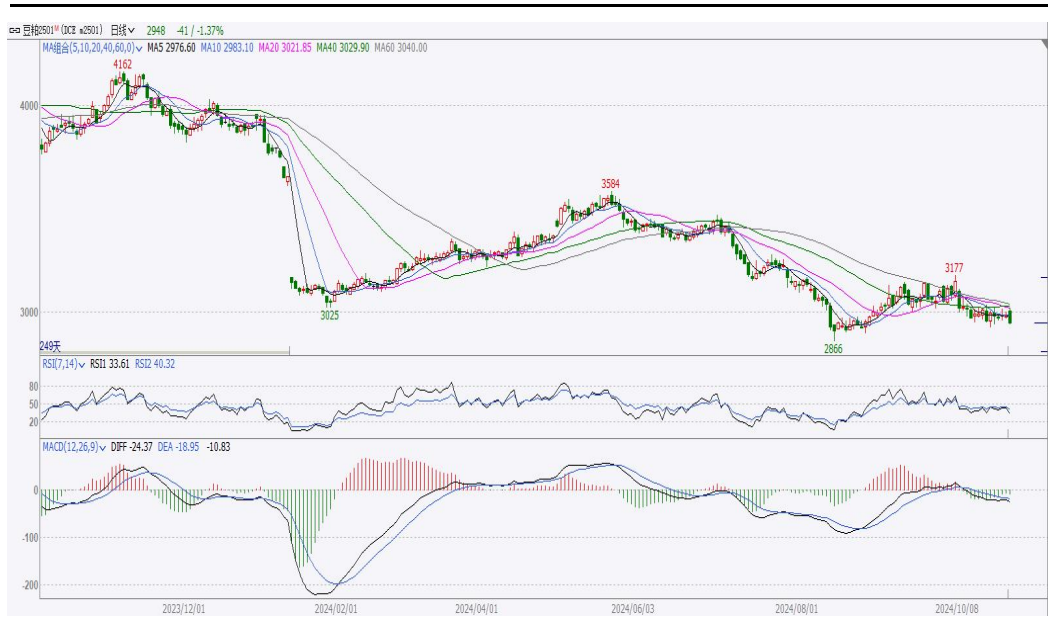 豆粕2501M (DCE m2501) 日线 2948 -41 / -1.37%
MA组合(5,10,20,40,60,0) MA5 2976.60 MA10 2983.10 MA20 3021.85 MA40 3029.90 MA60 3040.00
4162
4000
3584
3177
3000
3025
2866
249天
RSI(7,14) RSI1 33.61 RSI2 40.32
80
50
20
MACD(12,26,9) DIFF -24.37 DEA -18.95 -10.83
0
-100
-200
2023/12/01 2024/02/01 2024/04/01 2024/06/03 2024/08/01 2024/10/08